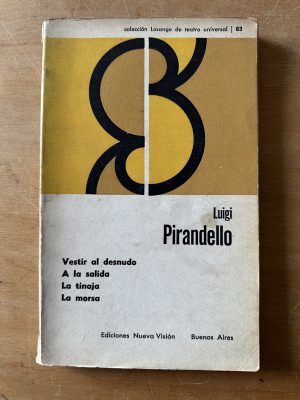 colección Losange de teatro universal | 83
Luigi
Pirandello
Vestir al desnudo
A la salida
La tinaja
La morsa
Ediciones Nueva Visión Buenos Aires